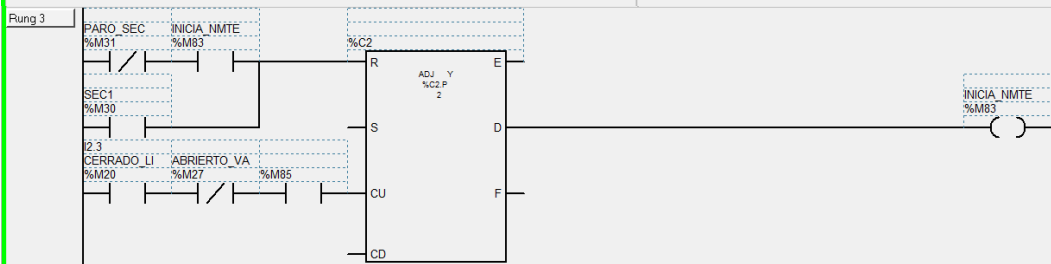 Rung 3
PARO_SEC INICIA_NMTE
%M31 %M83 %C2
R E
ADJ Y
%C2.P
2
SEC1 INICIA_NMTE
%M30 %M83
S D
I2.3
CERRADO_LI ABRIERTO_VA
%M20 %M27 %M85
CU F
CD